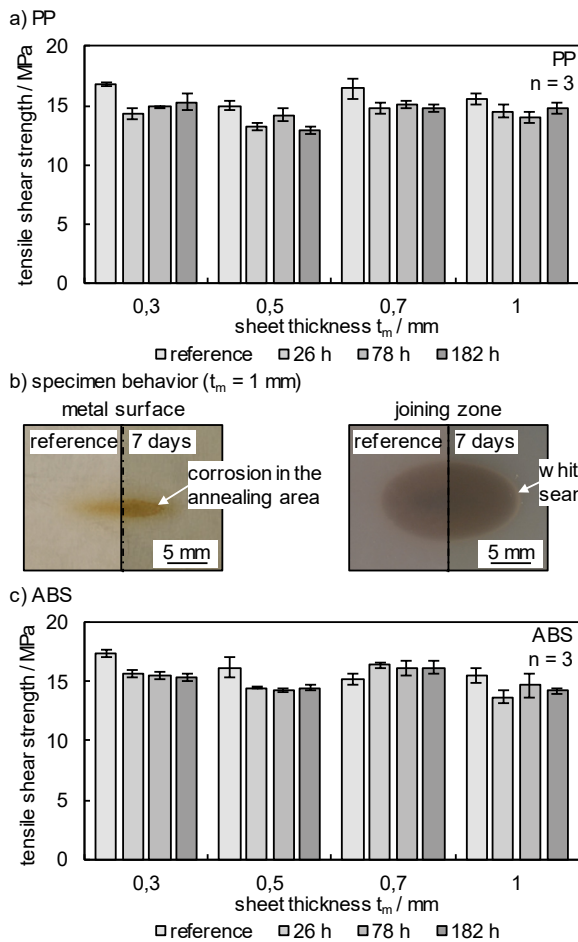 a) PP
20
15
10
5
0
tensile shear strength / MPa
PP
n = 3
0,3 0,5 0,7 1
sheet thickness tm / mm
reference 26 h 78 h 182 h
b) specimen behavior (tm = 1 mm)
metal surface joining zone
reference 7 days reference 7 days
corrosion in the
annealing area
whit
sear
5 mm 5 mm
c) ABS
20
15
10
5
0
tensile shear strength / MPa
ABS
n = 3
0,3 0,5 0,7 1
sheet thickness tm / mm
reference 26 h 78 h 182 h